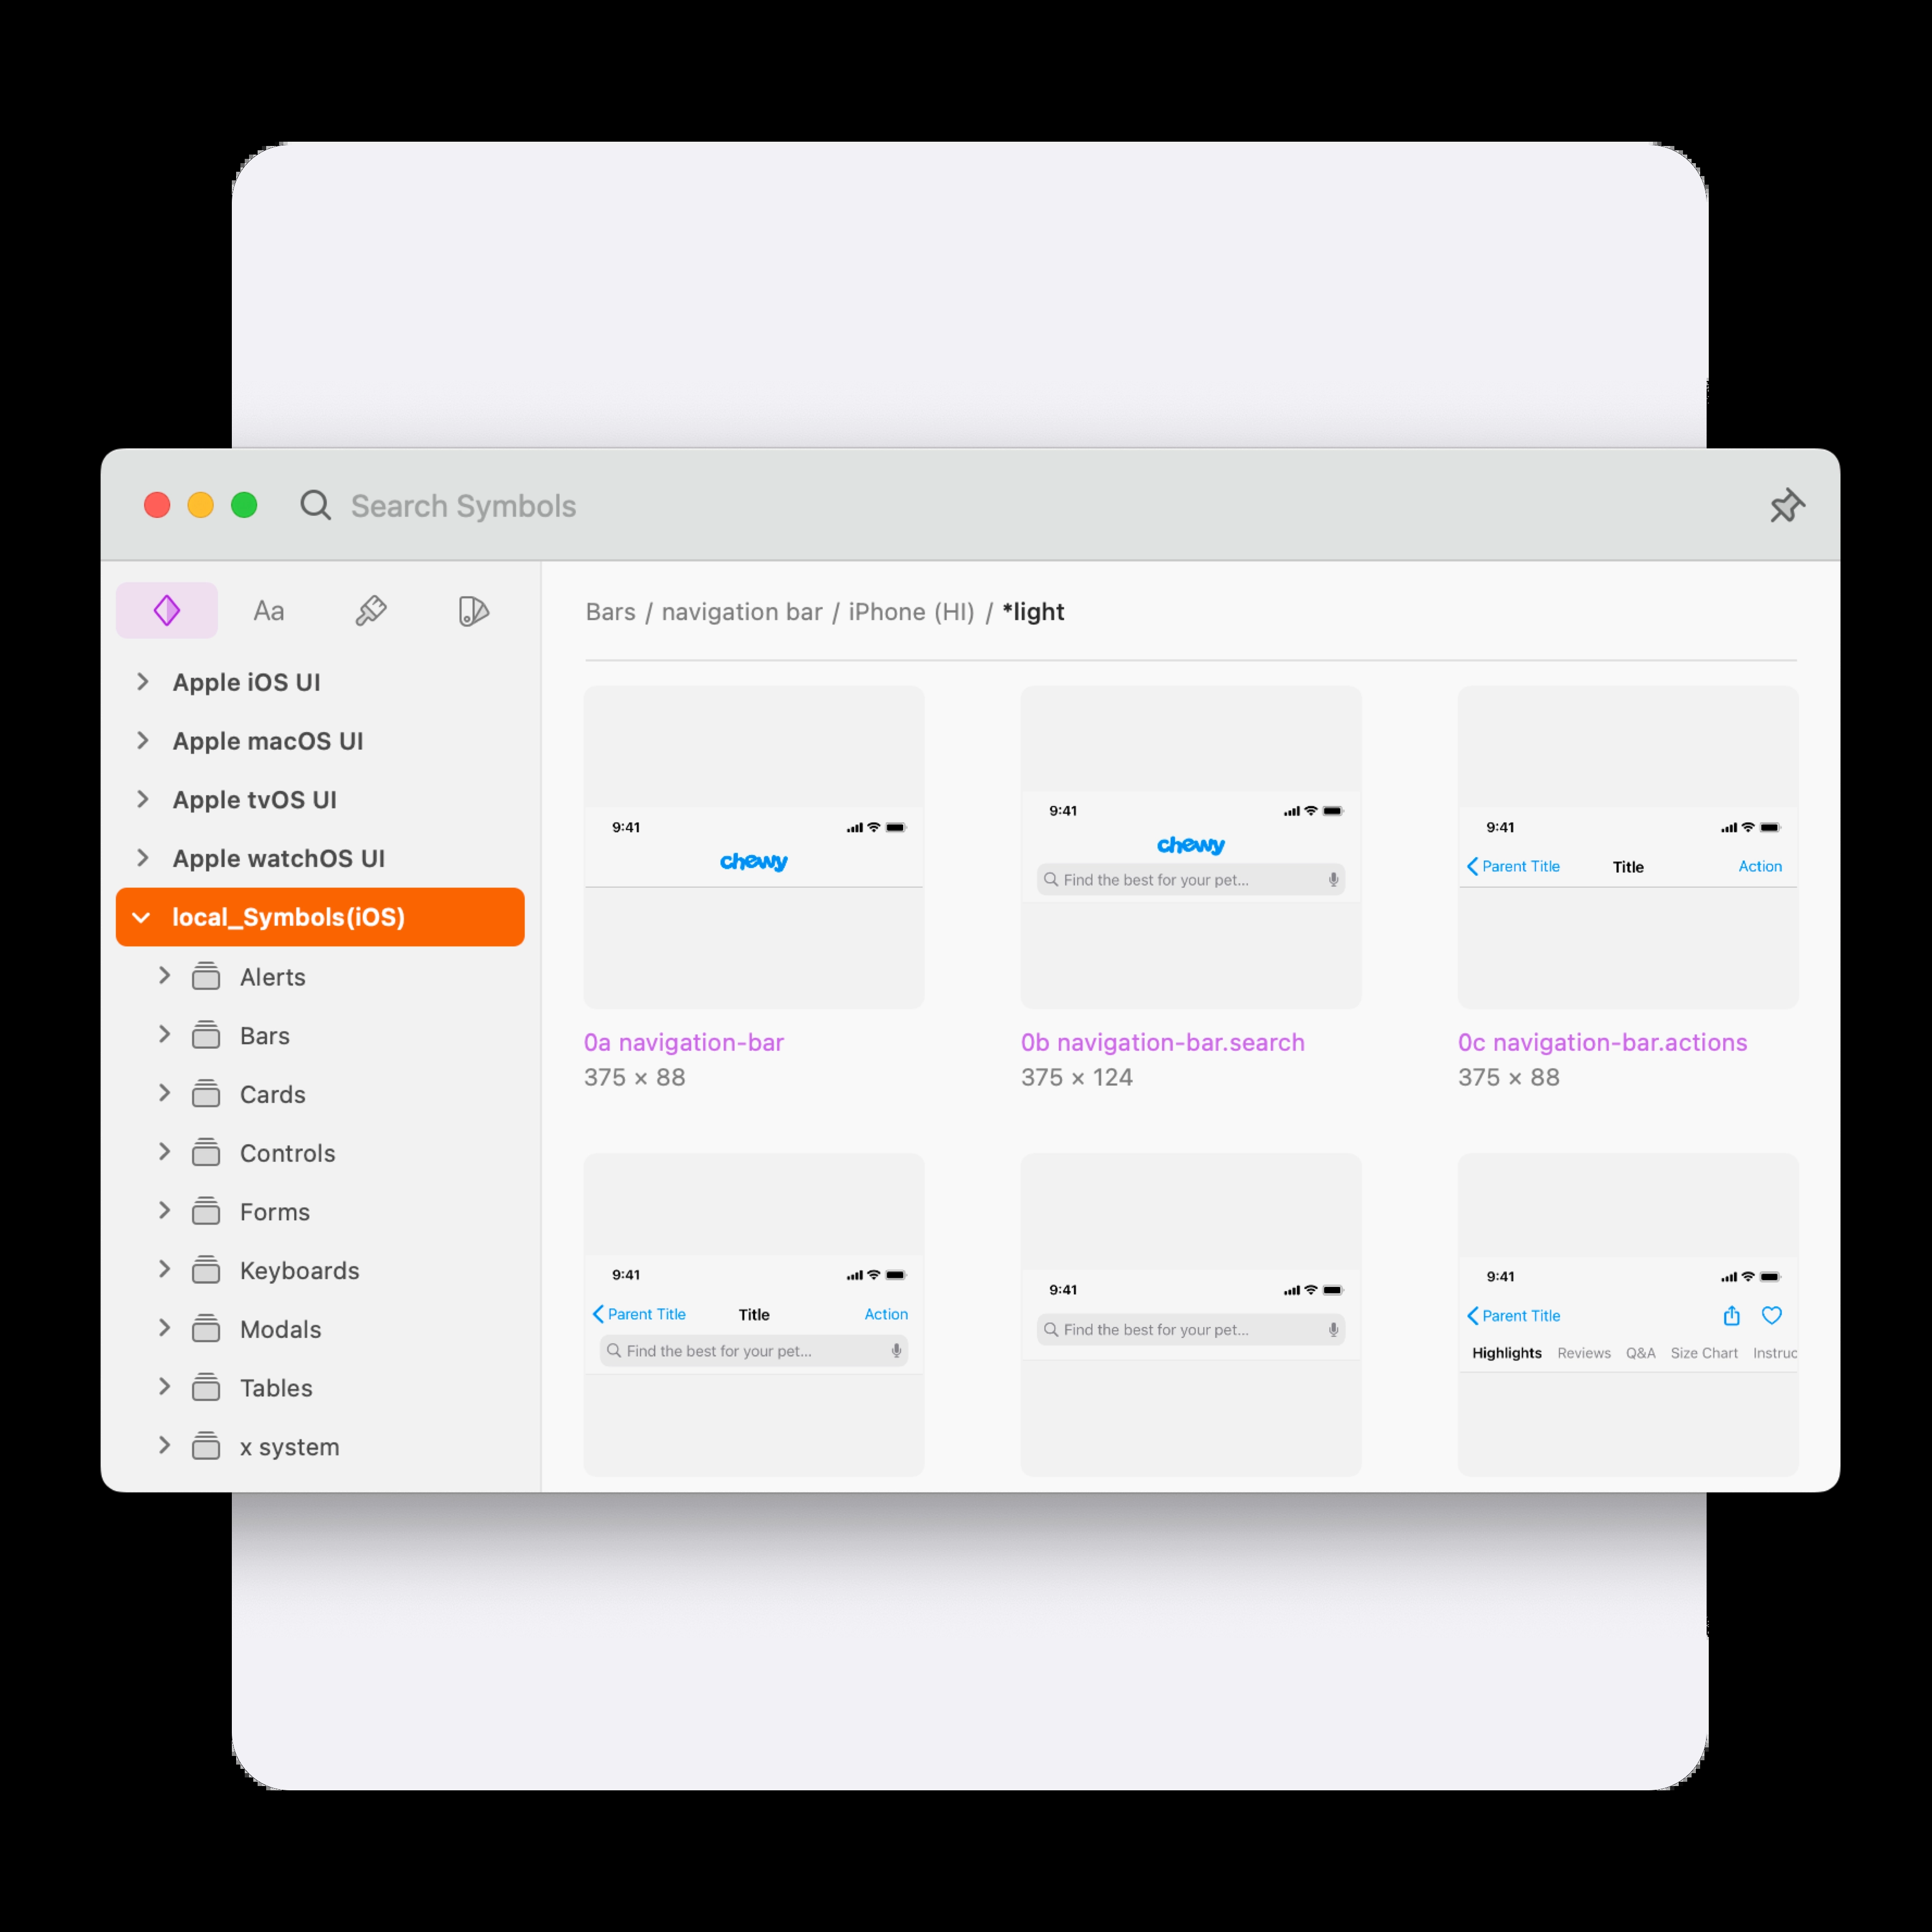 Search Symbols
Aa
Apple iOS UI
Apple macOS UI
Apple tvOS UI
Apple watchOS UI
local_Symbols(iOS)
Alerts
Bars
Cards
Controls
Forms
Keyboards
Modals
Tables
x system
Bars / navigation bar / iPhone (HI) / *light
9:41
chewy
0a navigation-bar
375 × 88
9:41
chewy
Find the best for your pet...
0b navigation-bar.search
375 × 124
9:41
Parent Title Title Action
0c navigation-bar.actions
375 × 88
9:41
Parent Title Title Action
Find the best for your pet...
9:41
Find the best for your pet...
9:41
Parent Title
Highlights Reviews Q&A Size Chart Instruc